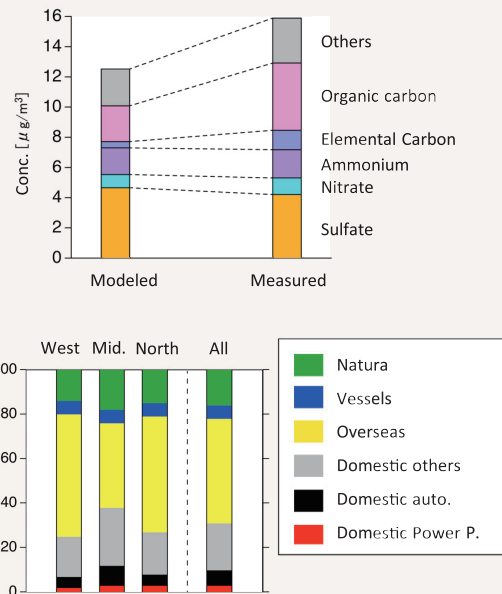 16
14
12
10
8
6
4
2
0
Conc. [μg/m³]
Others
Organic carbon
Elemental Carbon
Ammonium
Nitrate
Sulfate
Modeled Measured
West Mid. North All
00
80
60
40
20
0
Natura
Vessels
Overseas
Domestic others
Domestic auto.
Domestic Power P.